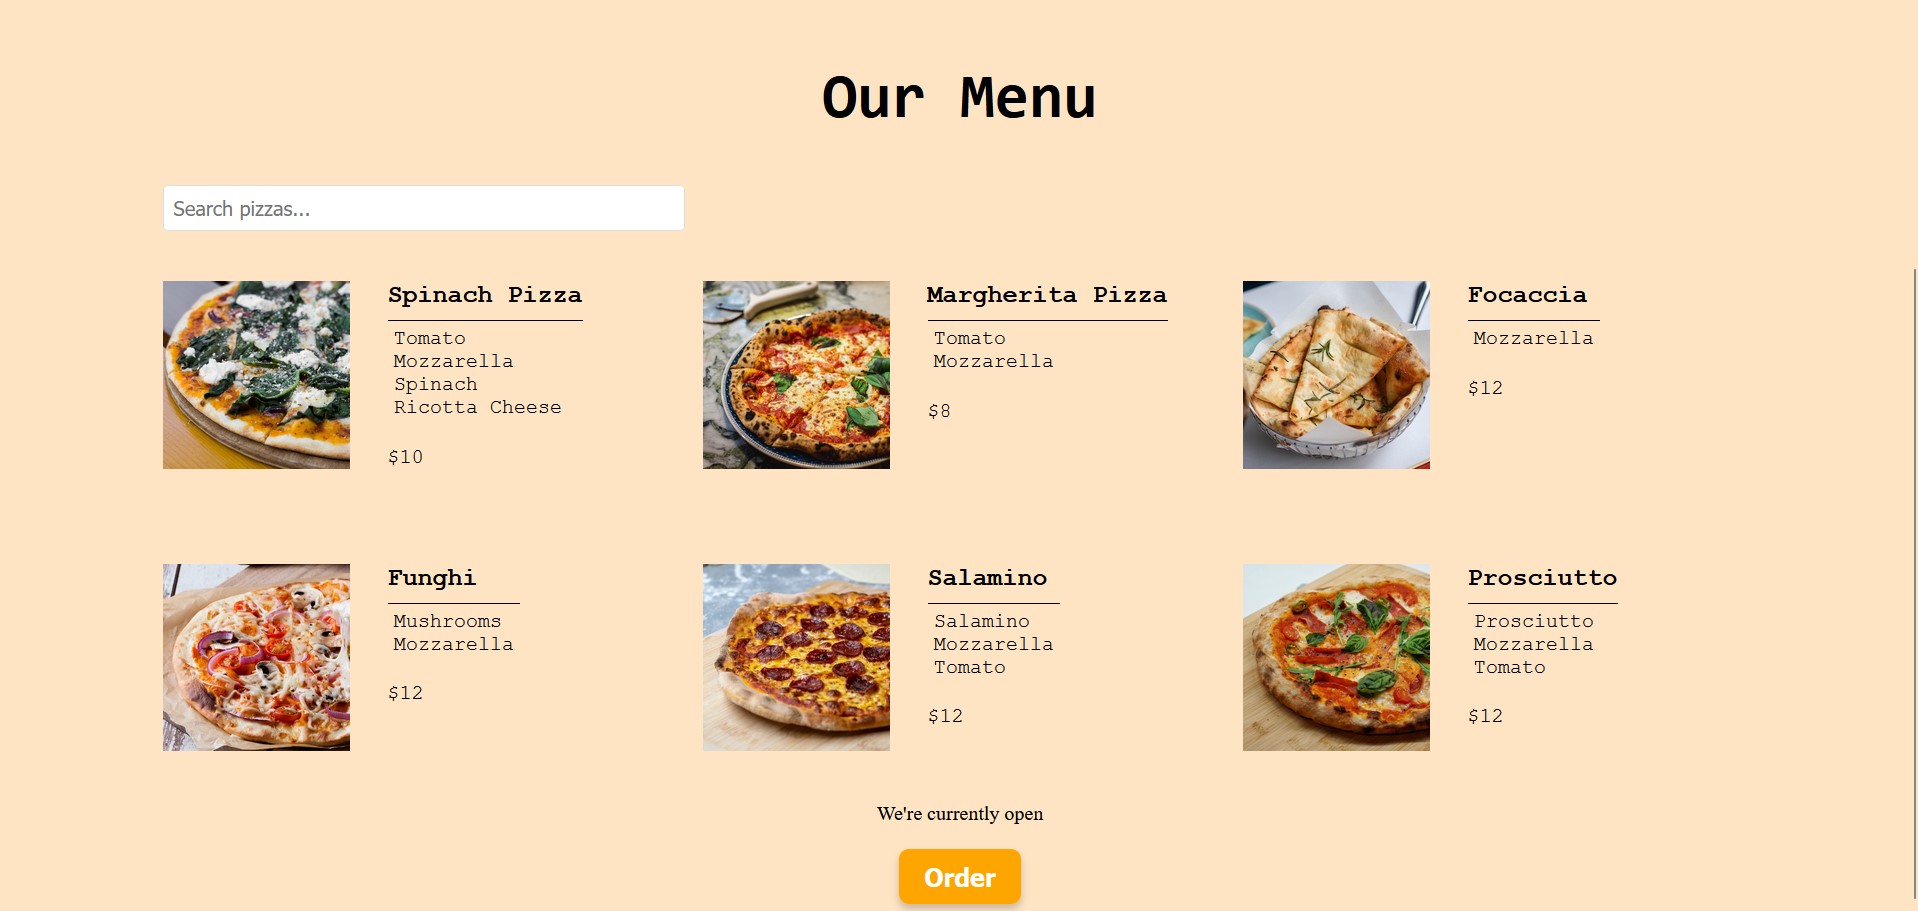 Our Menu
Search pizzas...
Spinach Pizza
Tomato
Mozzarella
Spinach
Ricotta Cheese
$10
Margherita Pizza
Tomato
Mozzarella
$8
Focaccia
Mozzarella
$12
Funghi
Mushrooms
Mozzarella
$12
Salamino
Salamino
Mozzarella
Tomato
$12
Prosciutto
Prosciutto
Mozzarella
Tomato
$12
We're currently open
Order